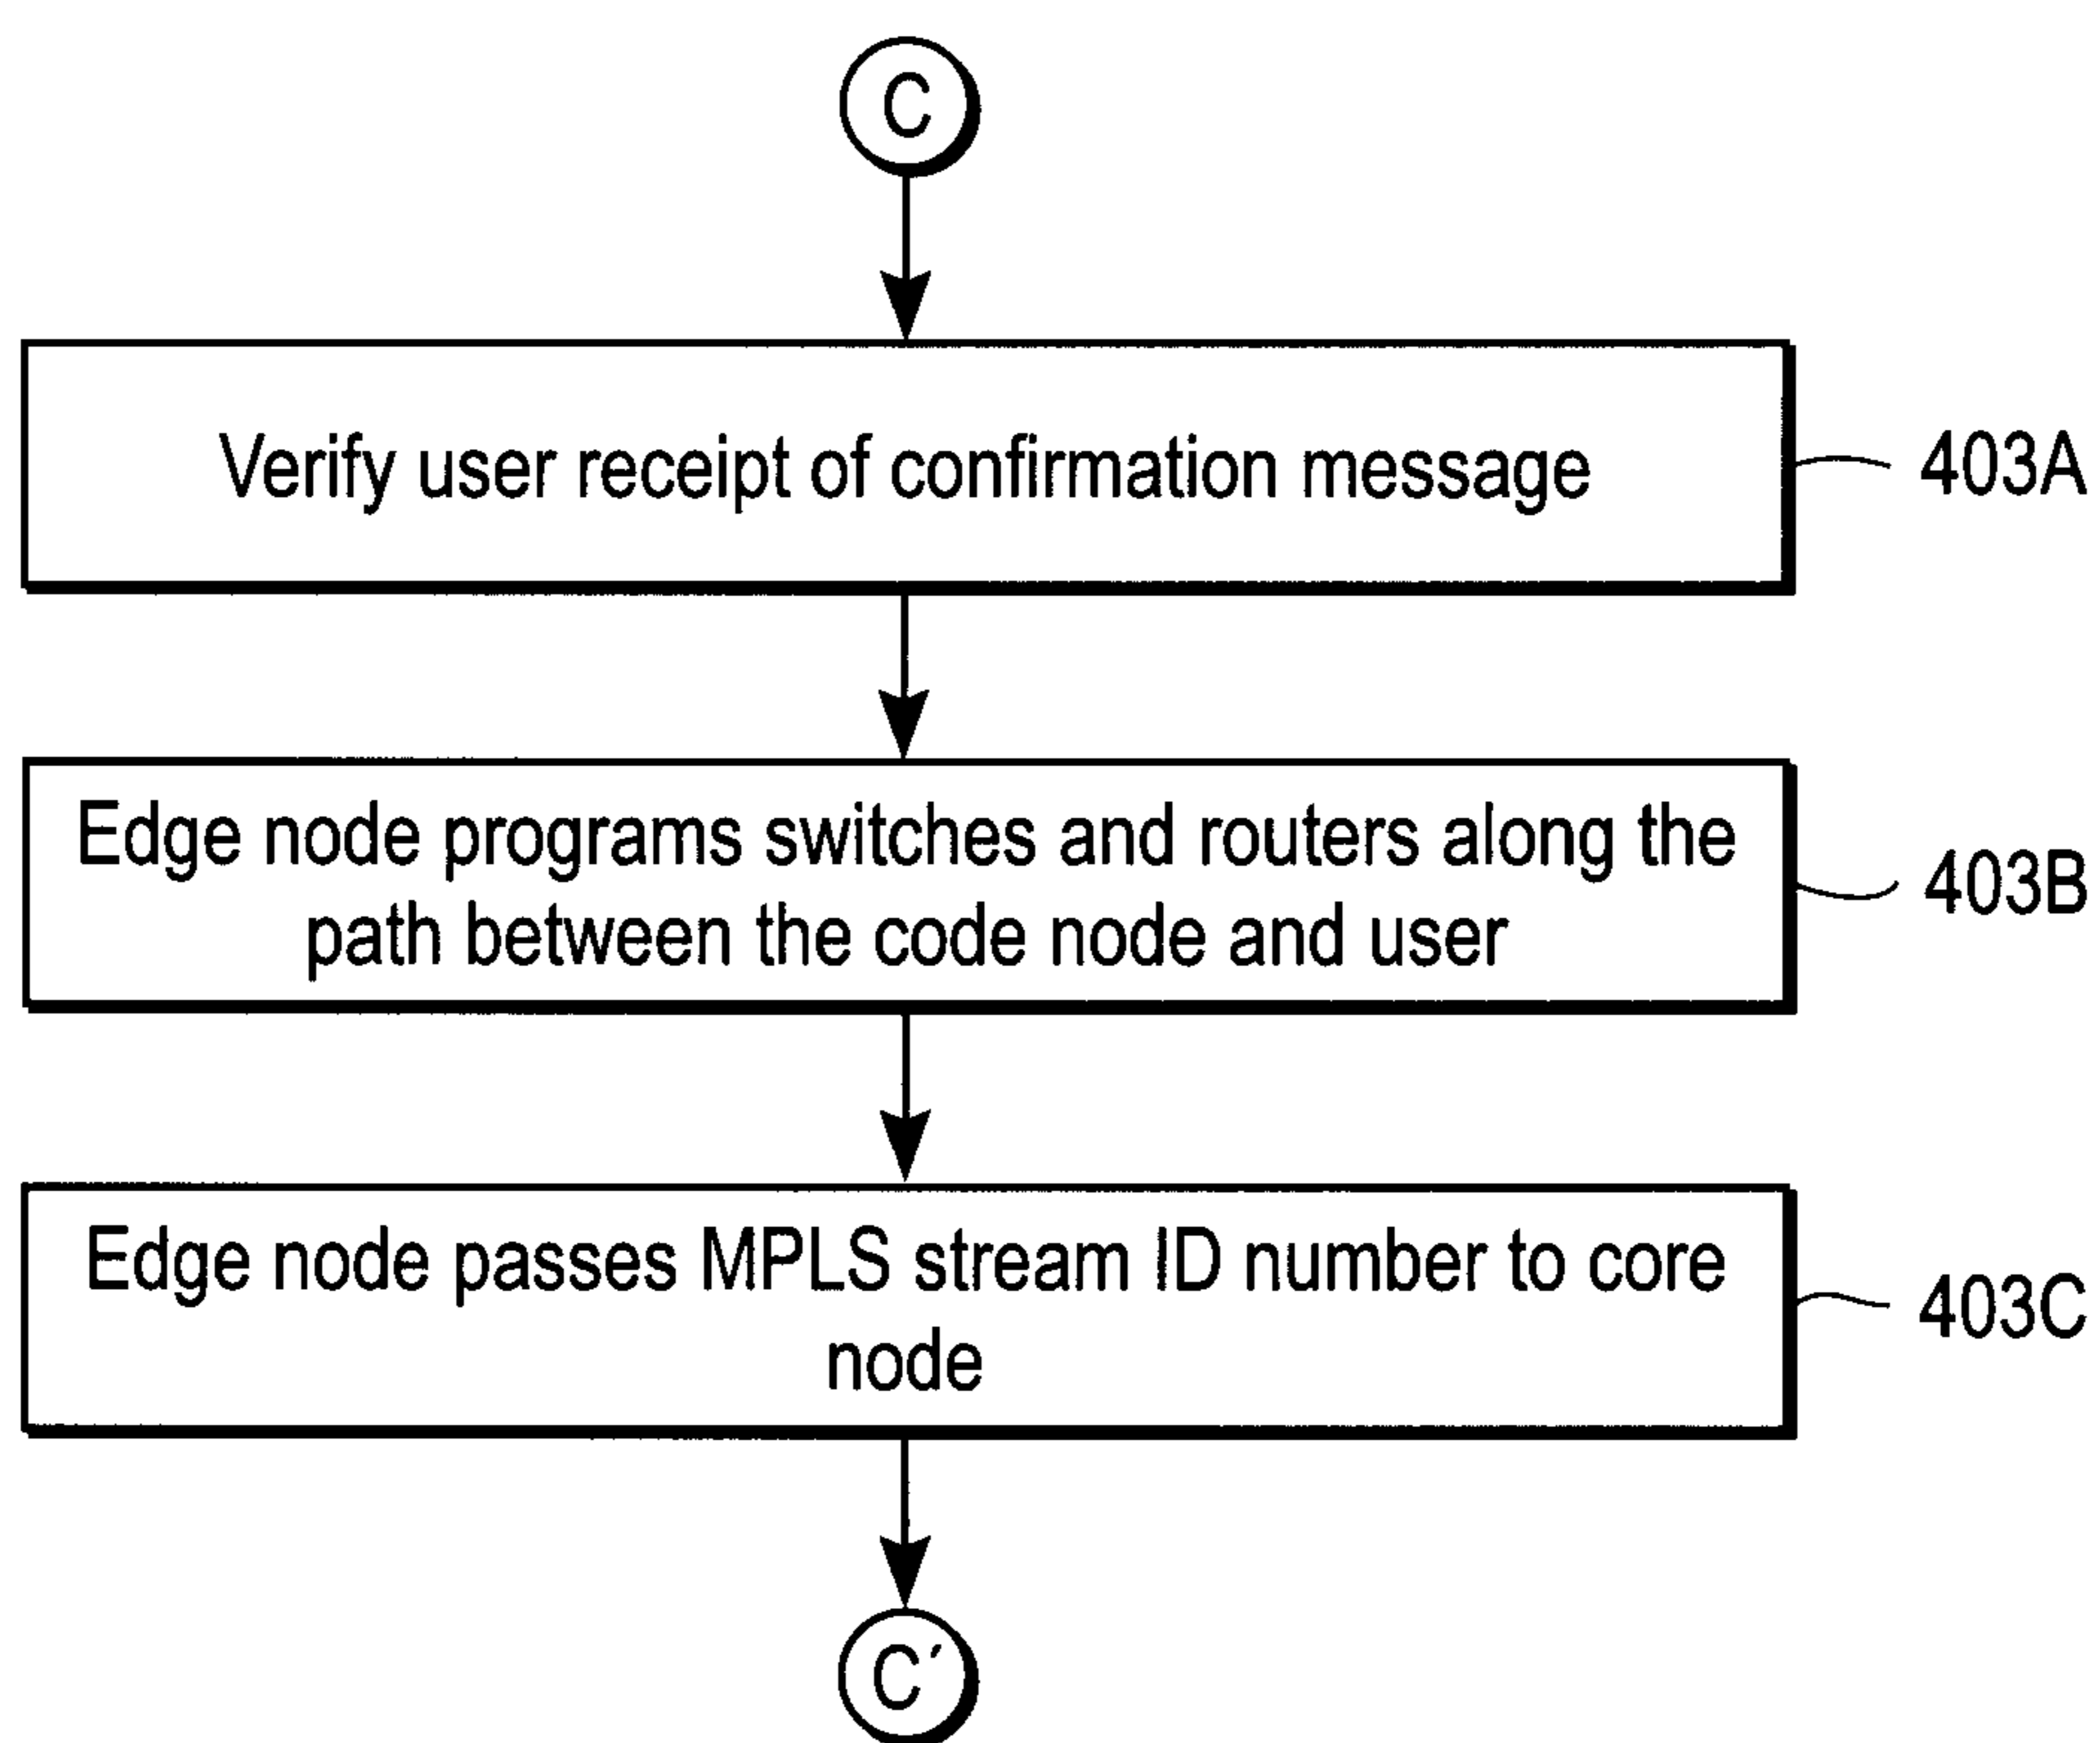 C
Verify user receipt of confirmation message
403A
Edge node programs switches and routers along the
path between the code node and user
403B
Edge node passes MPLS stream ID number to core
node
403C
C′